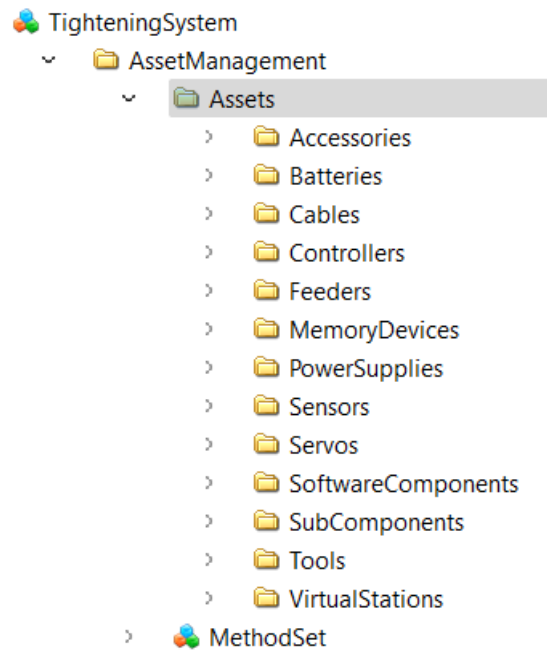 TighteningSystem
AssetManagement
Assets
Accessories
Batteries
Cables
Controllers
Feeders
MemoryDevices
PowerSupplies
Sensors
Servos
SoftwareComponents
SubComponents
Tools
VirtualStations
MethodSet